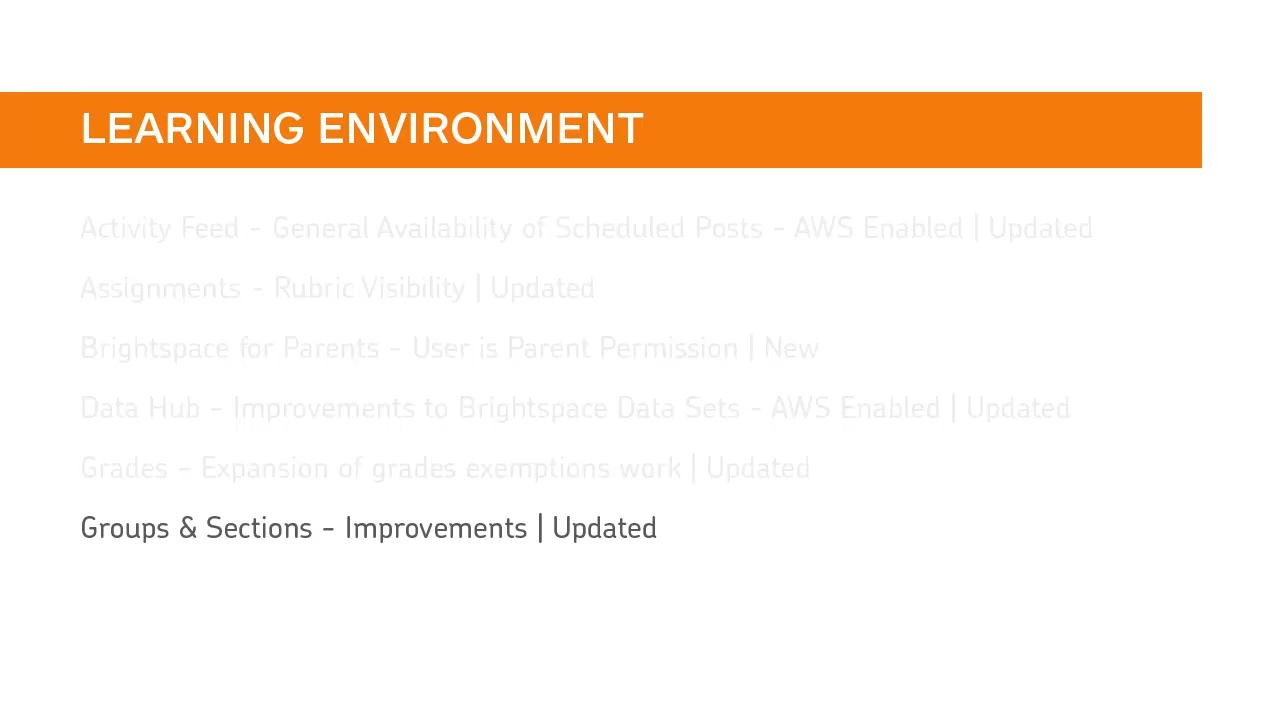 LEARNING ENVIRONMENT
Activity Feed - General Availability of Scheduled Posts - AWS Enabled | Updated
Assignments - Rubric Visibility | Updated
Brightspace for Parents - User is Parent Permission | New
Data Hub - Improvements to Brightspace Data Sets - AWS Enabled | Updated
Grades - Expansion of grades exemptions work | Updated
Groups & Sections - Improvements | Updated